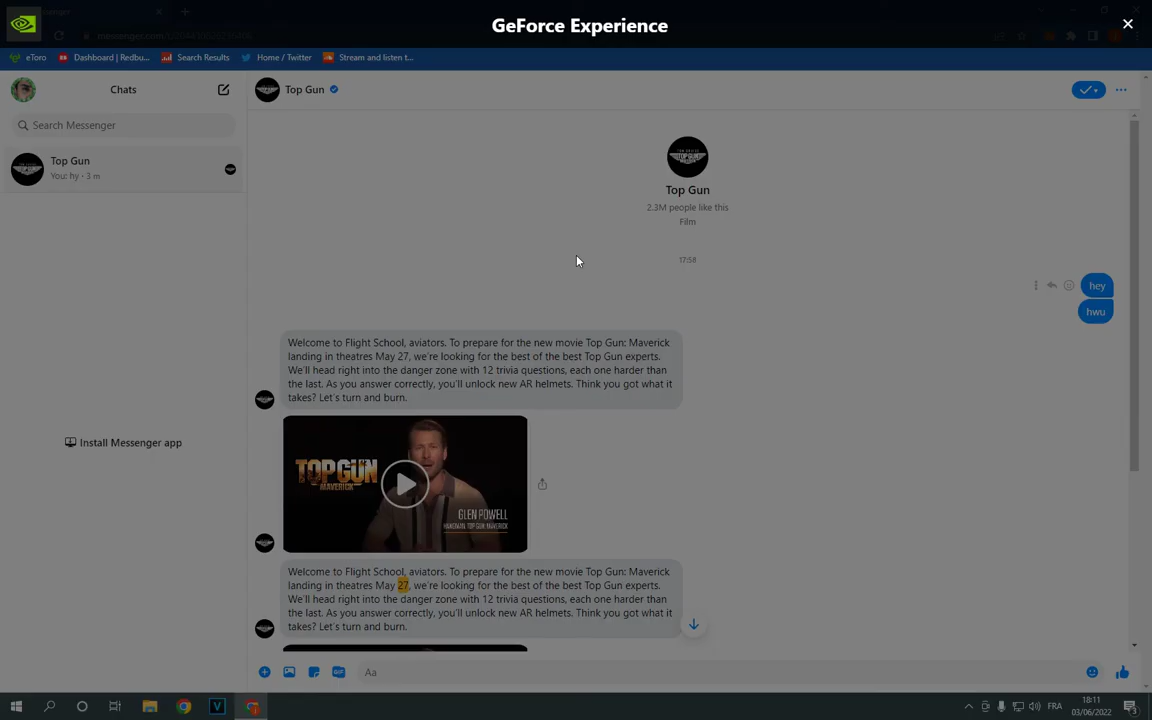 GeForce Experience
eToro
Dashboard | Redbu...
Search Results
Home / Twitter
Stream and listen t...
Chats
Top Gun
Search Messenger
Top Gun
You: hy · 3 m
Top Gun
2.3M people like this
Film
17:58
hey
hwu
Welcome to Flight School, aviators. To prepare for the new movie Top Gun: Maverick
landing in theatres May 27, we're looking for the best of the best Top Gun experts.
We'll head right into the danger zone with 12 trivia questions, each one harder than
the last. As you answer correctly, you'll unlock new AR helmets. Think you got what it
takes? Let's turn and burn.
TOPGUN
MAVERICK
GLEN POWELL
Install Messenger app
Welcome to Flight School, aviators. To prepare for the new movie Top Gun: Maverick
landing in theatres May 27, we're looking for the best of the best Top Gun experts.
We'll head right into the danger zone with 12 trivia questions, each one harder than
the last. As you answer correctly, you'll unlock new AR helmets. Think you got what it
takes? Let's turn and burn.
GIF
Aa
FRA
18:11
03/06/2022
3